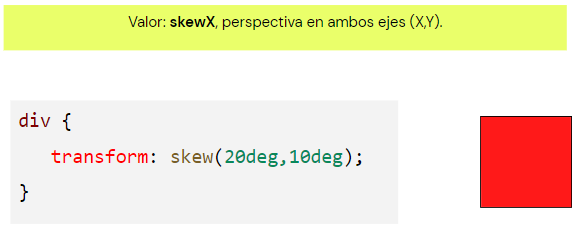 Valor: skewX, perspectiva en ambos ejes (X,Y).
div {
transform: skew(20deg,10deg);
}